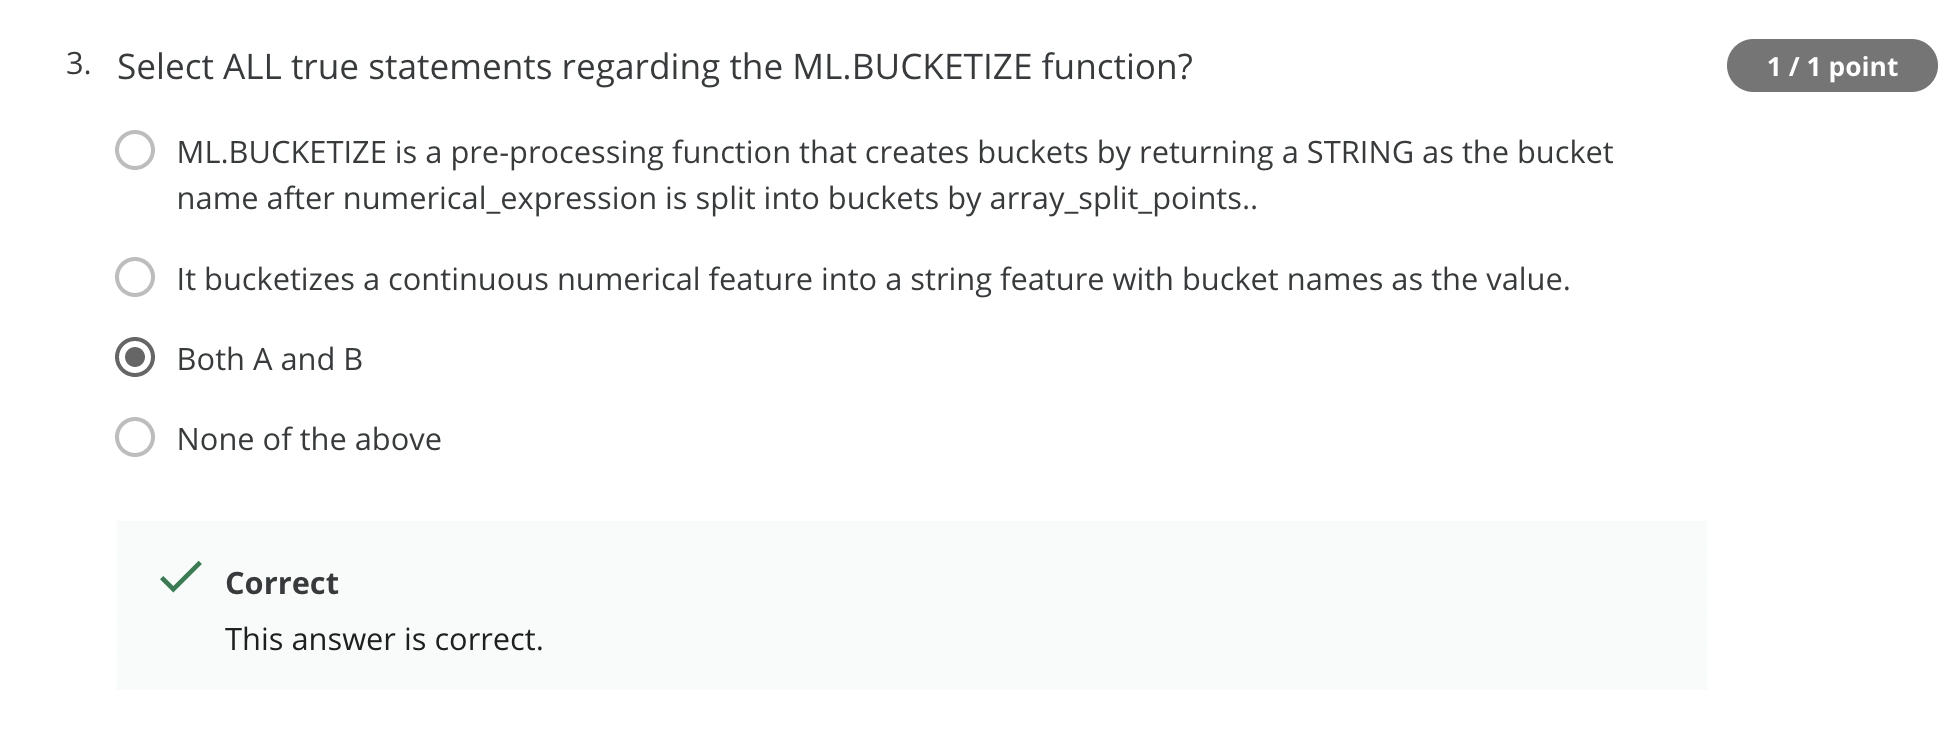 3. Select ALL true statements regarding the ML.BUCKETIZE function?
1 / 1 point
ML.BUCKETIZE is a pre-processing function that creates buckets by returning a STRING as the bucket
name after numerical_expression is split into buckets by array_split_points..
It bucketizes a continuous numerical feature into a string feature with bucket names as the value.
Both A and B
None of the above
Correct
This answer is correct.